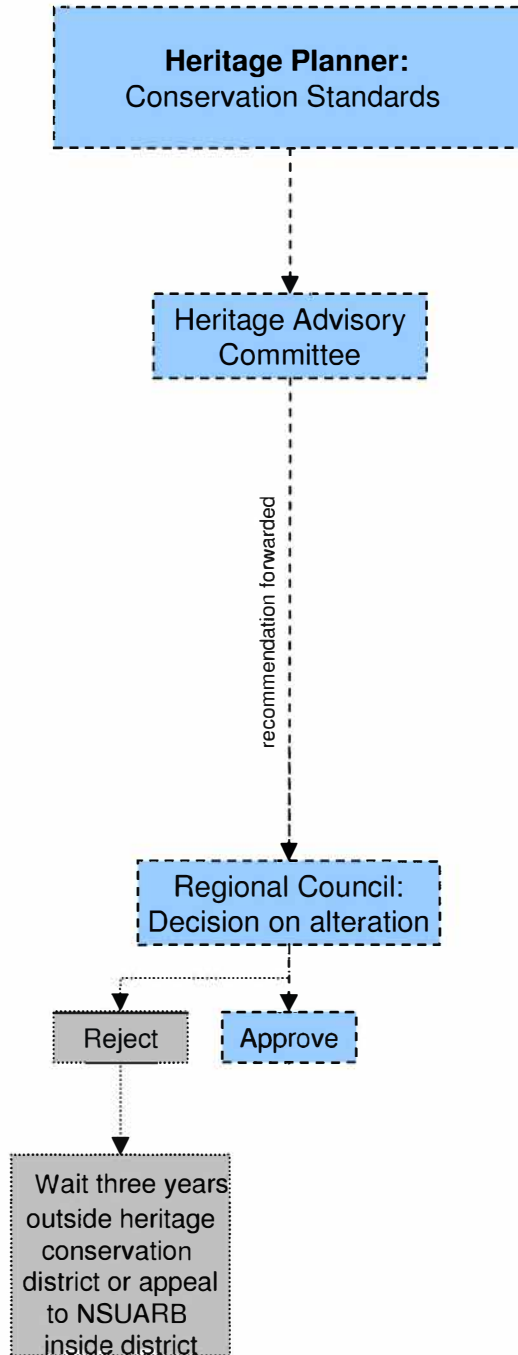 Heritage Planner:
Conservation Standards
Heritage Advisory
Committee
recommendation forwarded
Regional Council:
Decision on alteration
Reject
Approve
Wait three years
outside heritage
conservation
district or appeal
to NSUARB
inside district